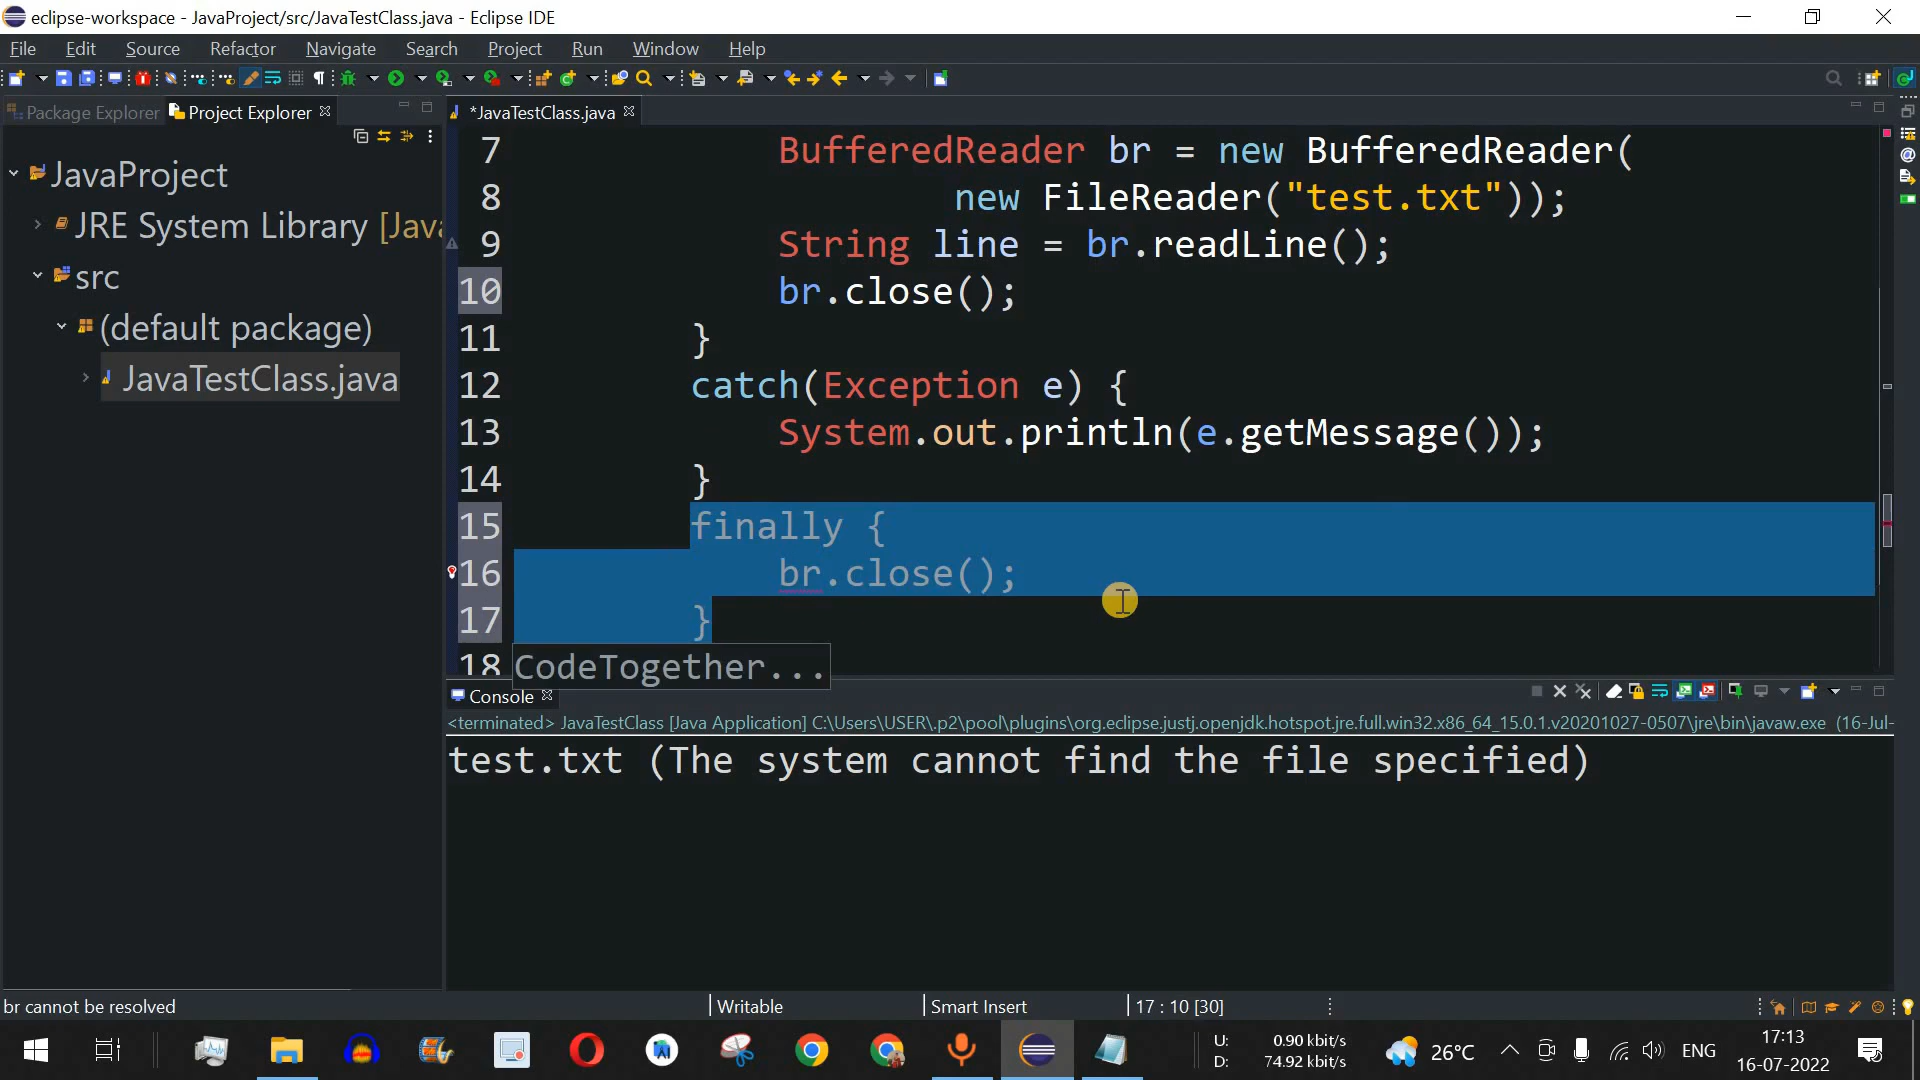 eclipse-workspace - JavaProject/src/JavaTestClass.java - Eclipse IDE
File Edit Source Refactor Navigate Search Project Run Window Help
Package Explorer Project Explorer
*JavaTestClass.java
JavaProject
JRE System Library [Java
src
(default package)
JavaTestClass.java
7 BufferedReader br = new BufferedReader(
8 new FileReader("test.txt"));
9 String line = br.readLine();
10 br.close();
11 }
12 catch(Exception e) {
13 System.out.println(e.getMessage());
14 }
15 finally {
16 br.close();
17 }
18
CodeTogether...
Console
<terminated> JavaTestClass [Java Application] C:\Users\USER\.p2\pool\plugins\org.eclipse.justj.openjdk.hotspot.jre.full.win32.x86_64_15.0.1.v20201027-0507\jre\bin\javaw.exe (16-Jul-
test.txt (The system cannot find the file specified)
br cannot be resolved
Writable
Smart Insert
17 : 10 [30]
U: 0.90 kbit/s
D: 74.92 kbit/s
26°C
ENG
17:13
16-07-2022